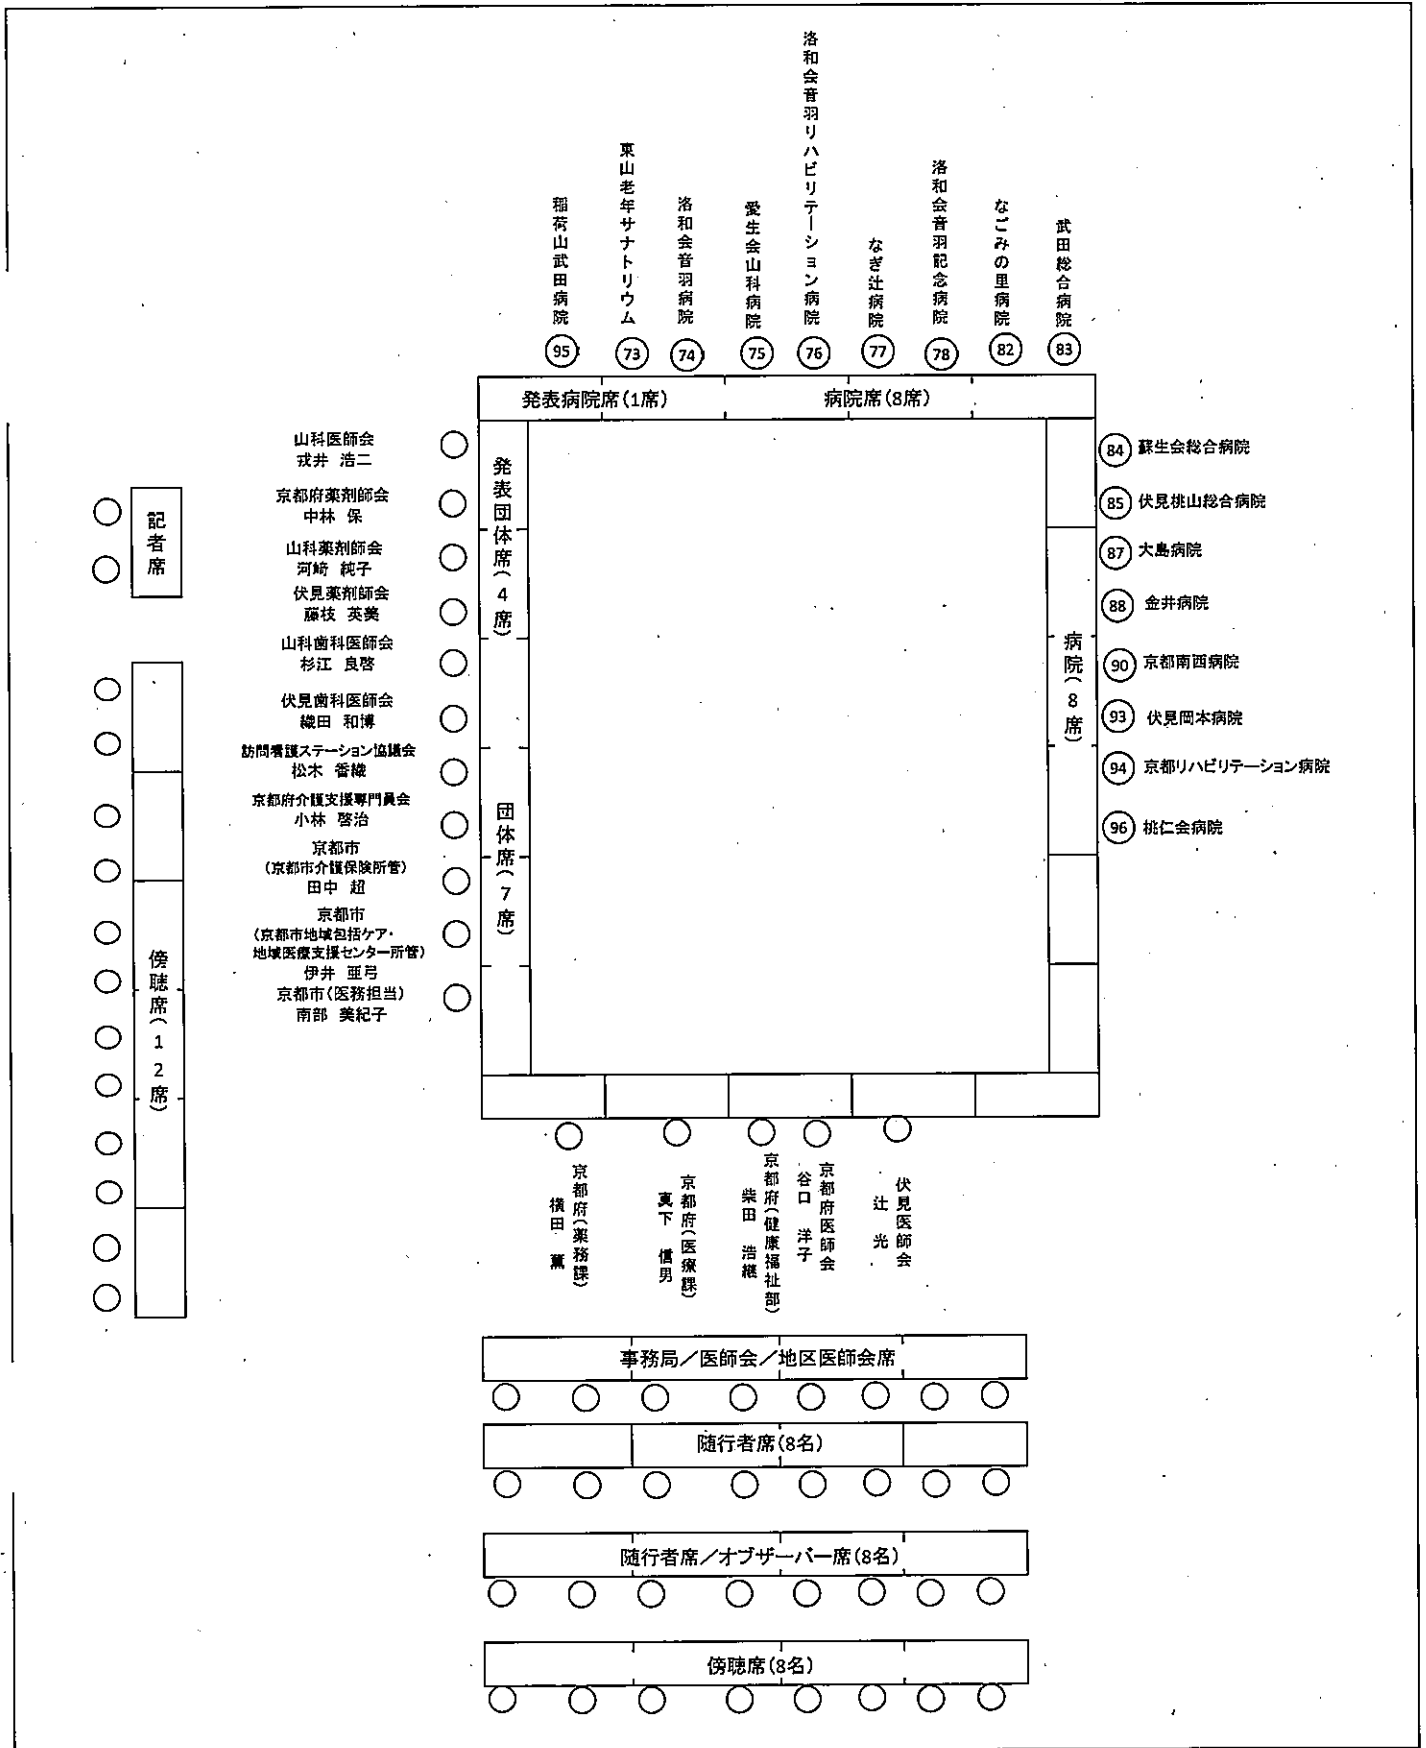 稲荷山武田病院
東山老年サナトリウム
洛和会音羽病院
愛生会山科病院
洛和会音羽リハビリテーション病院
なぎ辻病院
洛和会音羽記念病院
なごみの里病院
武田総合病院
95
73
74
75
76
77
78
82
83
発表病院席(1席)
病院席(8席)
山科医師会
戎井 浩二
京都府薬剤師会
中林 保
山科薬剤師会
河崎 純子
伏見薬剤師会
藤枝 英美
山科歯科医師会
杉江 良啓
伏見歯科医師会
織田 和博
訪問看護ステーション協議会
松木 香織
京都府介護支援専門員会
小林 啓治
京都市
(京都市介護保険所管)
田中 超
京都市
(京都市地域包括ケア・
地域医療支援センター所管)
伊井 亜弓
京都市(医務担当)
南部 美紀子
発表団体席(4席)
団体席(7席)
84 蘇生会総合病院
85 伏見桃山総合病院
87 大島病院
88 金井病院
90 京都南西病院
93 伏見岡本病院
94 京都リハビリテーション病院
96 桃仁会病院
病院(8席)
記者席
傍聴席(12席)
京都府(薬務課)
横田 薫
京都府(医療課)
真下 信男
京都府(健康福祉部)
柴田 浩継
京都府医師会
谷口 洋子
伏見医師会
辻 光
事務局/医師会/地区医師会席
随行者席(8名)
随行者席/オブザーバー席(8名)
傍聴席(8名)